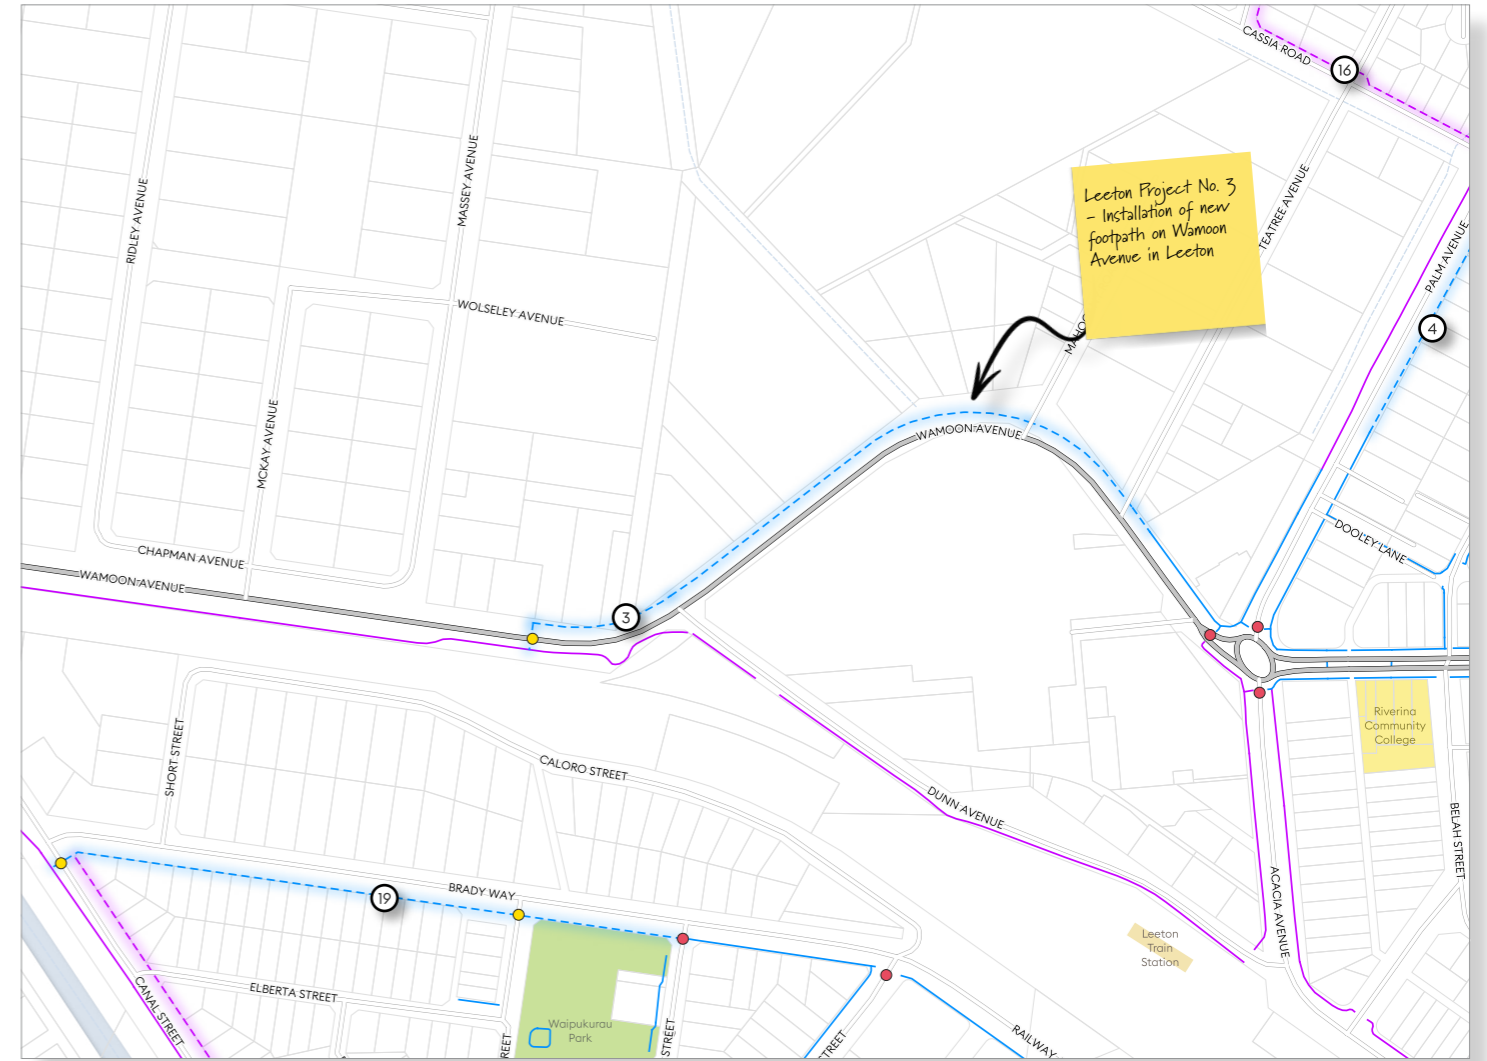 CASSIA ROAD
16
Leeton Project No. 3
- Installation of new
footpath on Wamoon
Avenue in Leeton
RIDLEY AVENUE
MASSEY AVENUE
TEATREE AVENUE
PALM AVENUE
WOLSELEY AVENUE
4
MCKAY AVENUE
WAMOON AVENUE
DOOLEY LANE
CHAPMAN AVENUE
WAMOON AVENUE
3
Riverina
Community
College
SHORT STREET
CALORO STREET
DUNN AVENUE
BELAH STREET
BRADY WAY
19
ACACIA AVENUE
Leeton
Train
Station
ELBERTA STREET
CANAL STREET
Waipukurau
Park
STREET
RAILWAY